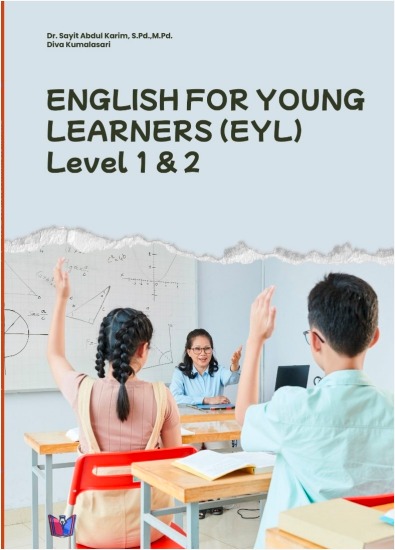 Dr. Sayit Abdul Karim, S.Pd.,M.Pd.
Diva Kumalasari
ENGLISH FOR YOUNG
LEARNERS (EYL)
Level 1 & 2